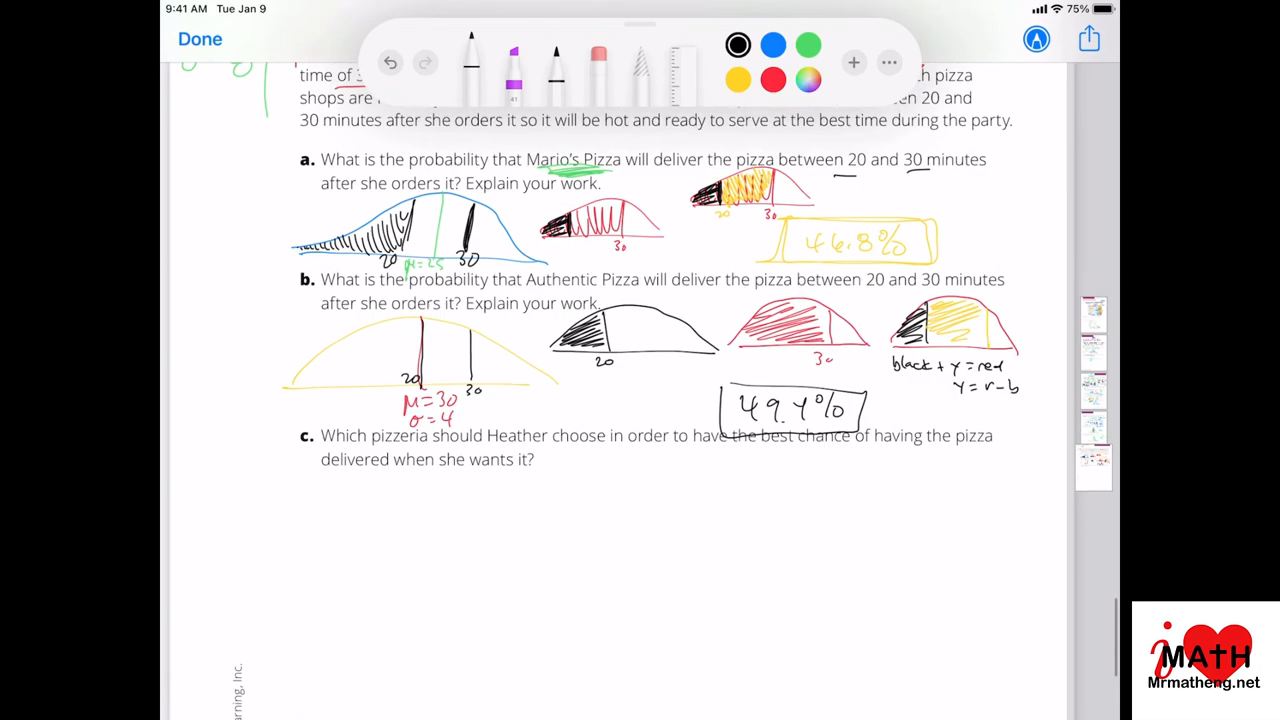 9:41 AM Tue Jan 9
75%
Done
41
time of 3
h pizza
shops are
en 20 and
30 minutes after she orders it so it will be hot and ready to serve at the best time during the party.
a. What is the probability that Mario's Pizza will deliver the pizza between 20 and 30 minutes
after she orders it? Explain your work.
20 μ=25 30
30
20 30
46.8%
b. What is the probability that Authentic Pizza will deliver the pizza between 20 and 30 minutes
after she orders it? Explain your work.
20 30
μ=30
σ=4
20
30
black + y = red
y = r-b
49.4%
c. Which pizzeria should Heather choose in order to have the best chance of having the pizza
delivered when she wants it?
arning, Inc.
i MATH
Mrmatheng.net